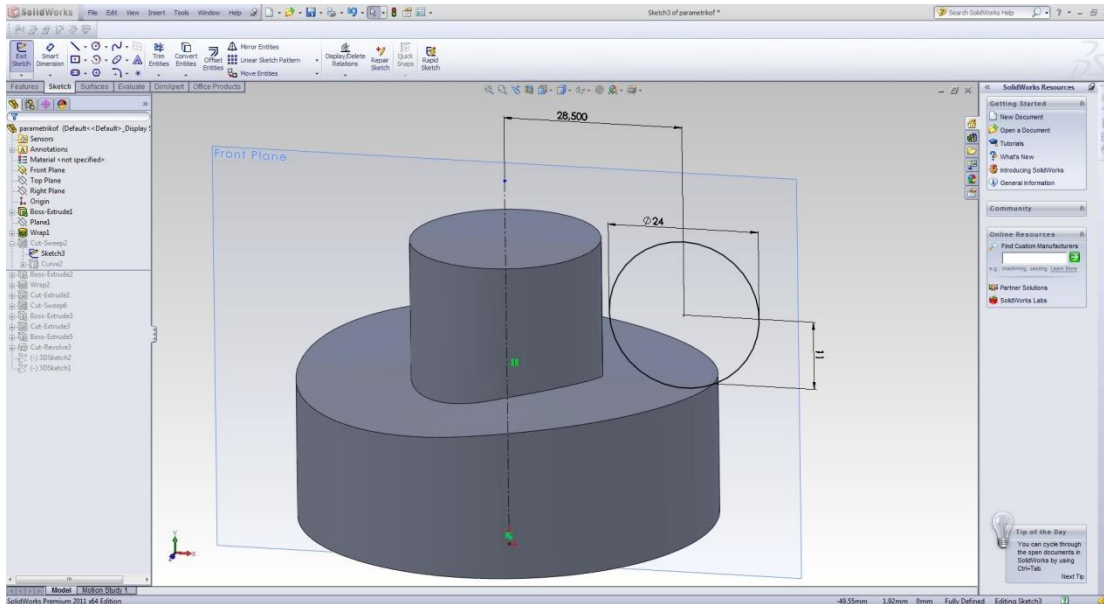 SolidWorks File Edit View Insert Tools Window Help
Sketch3 of parametrikof *
Search SolidWorks Help
Exit Sketch
Smart Dimension
Trim Entities
Convert Entities
Offset Entities
Mirror Entities
Linear Sketch Pattern
Move Entities
Display/Delete Relations
Repair Sketch
Quick Snaps
Rapid Sketch
Features Sketch Surfaces Evaluate DimXpert Office Products
parametrikof (Default<<Default>_Display S
Sensors
Annotations
Material <not specified>
Front Plane
Top Plane
Right Plane
Origin
Boss-Extrude1
Plane1
Wrap1
Cut-Sweep2
Sketch3
Curve2
Boss-Extrude2
Wrap2
Cut-Extrude1
Cut-Sweep6
Boss-Extrude3
Cut-Extrude3
Boss-Extrude5
Cut-Revolve3
(-) 3DSketch2
(-) 3DSketch1
Front Plane
28,500
Ø24
11
Y
X
SolidWorks Resources
Getting Started
New Document
Open a Document
Tutorials
What's New
Introducing SolidWorks
General Information
Community
Online Resources
Find Custom Manufacturers
e.g., machining, casting Learn More
Partner Solutions
SolidWorks Labs
Tip of the Day
You can cycle through
the open documents in
SolidWorks by using
Ctrl+Tab.
Next Tip
Model Motion Study 1
SolidWorks Premium 2011 x64 Edition
-49.55mm 1.92mm 0mm Fully Defined Editing Sketch3